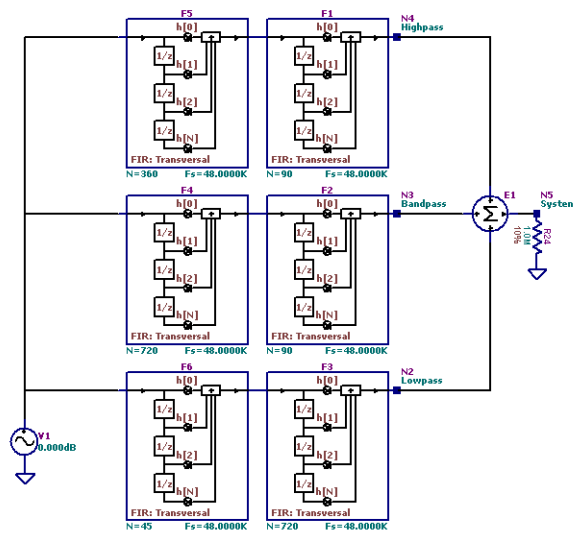 F5 F1 N4
Highpass
h[0] h[0]
1/z 1/z
h[1] h[1]
1/z 1/z
h[2] h[2]
1/z 1/z
h[N] h[N]
FIR: Transversal FIR: Transversal
N=360 Fs=48.0000K N=90 Fs=48.0000K
F4 F2 N3 E1 N5
Bandpass Systen
h[0] h[0]
Σ
R24
1.0M
10%
1/z 1/z
h[1] h[1]
1/z 1/z
h[2] h[2]
1/z 1/z
h[N] h[N]
FIR: Transversal FIR: Transversal
N=720 Fs=48.0000K N=90 Fs=48.0000K
F6 F3 N2
Lowpass
h[0] h[0]
1/z 1/z
h[1] h[1]
V1
0.000dB
1/z 1/z
h[2] h[2]
1/z 1/z
h[N] h[N]
FIR: Transversal FIR: Transversal
N=45 Fs=48.0000K N=720 Fs=48.0000K